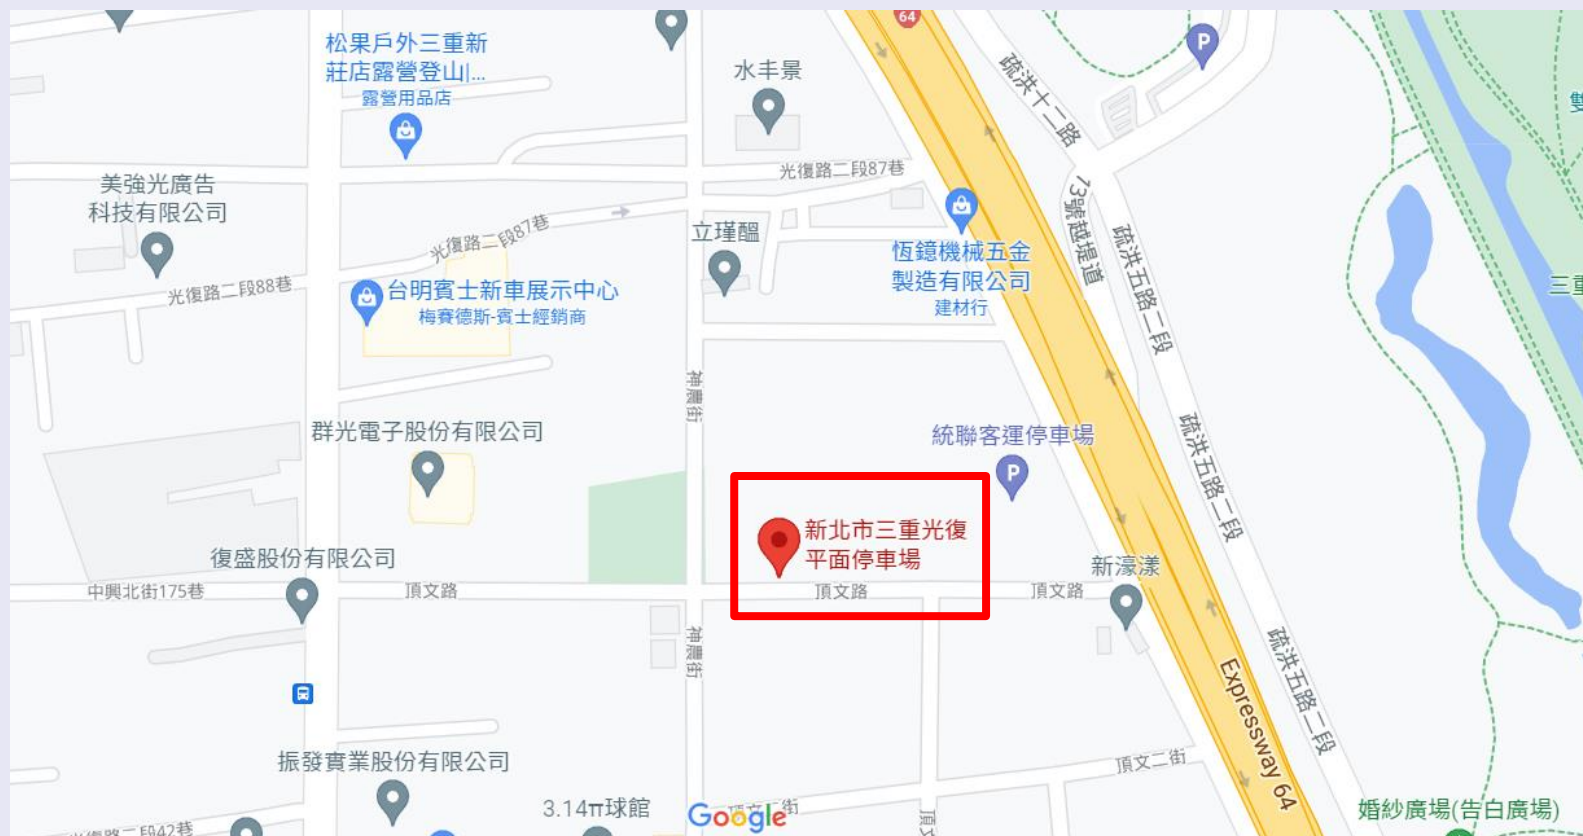 64
松果戶外三重新
莊店露營登山|...
露營用品店
水丰景
疏洪十二路
P
雙
光復路二段87巷
美強光廣告
科技有限公司
73號越堤道
立瑾醞
光復路二段87巷
恆鐿機械五金
製造有限公司
建材行
疏洪五路二段
三重
光復路二段88巷
台明賓士新車展示中心
梅賽德斯-賓士經銷商
神農街
群光電子股份有限公司
統聯客運停車場
P
疏洪五路二段
新北市三重光復
平面停車場
復盛股份有限公司
新濠漾
中興北街175巷
頂文路
頂文路
頂文路
神農街
疏洪五路二段
Expressway 64
振發實業股份有限公司
頂文二街
3.14π球館
Google
婚紗廣場(告白廣場)